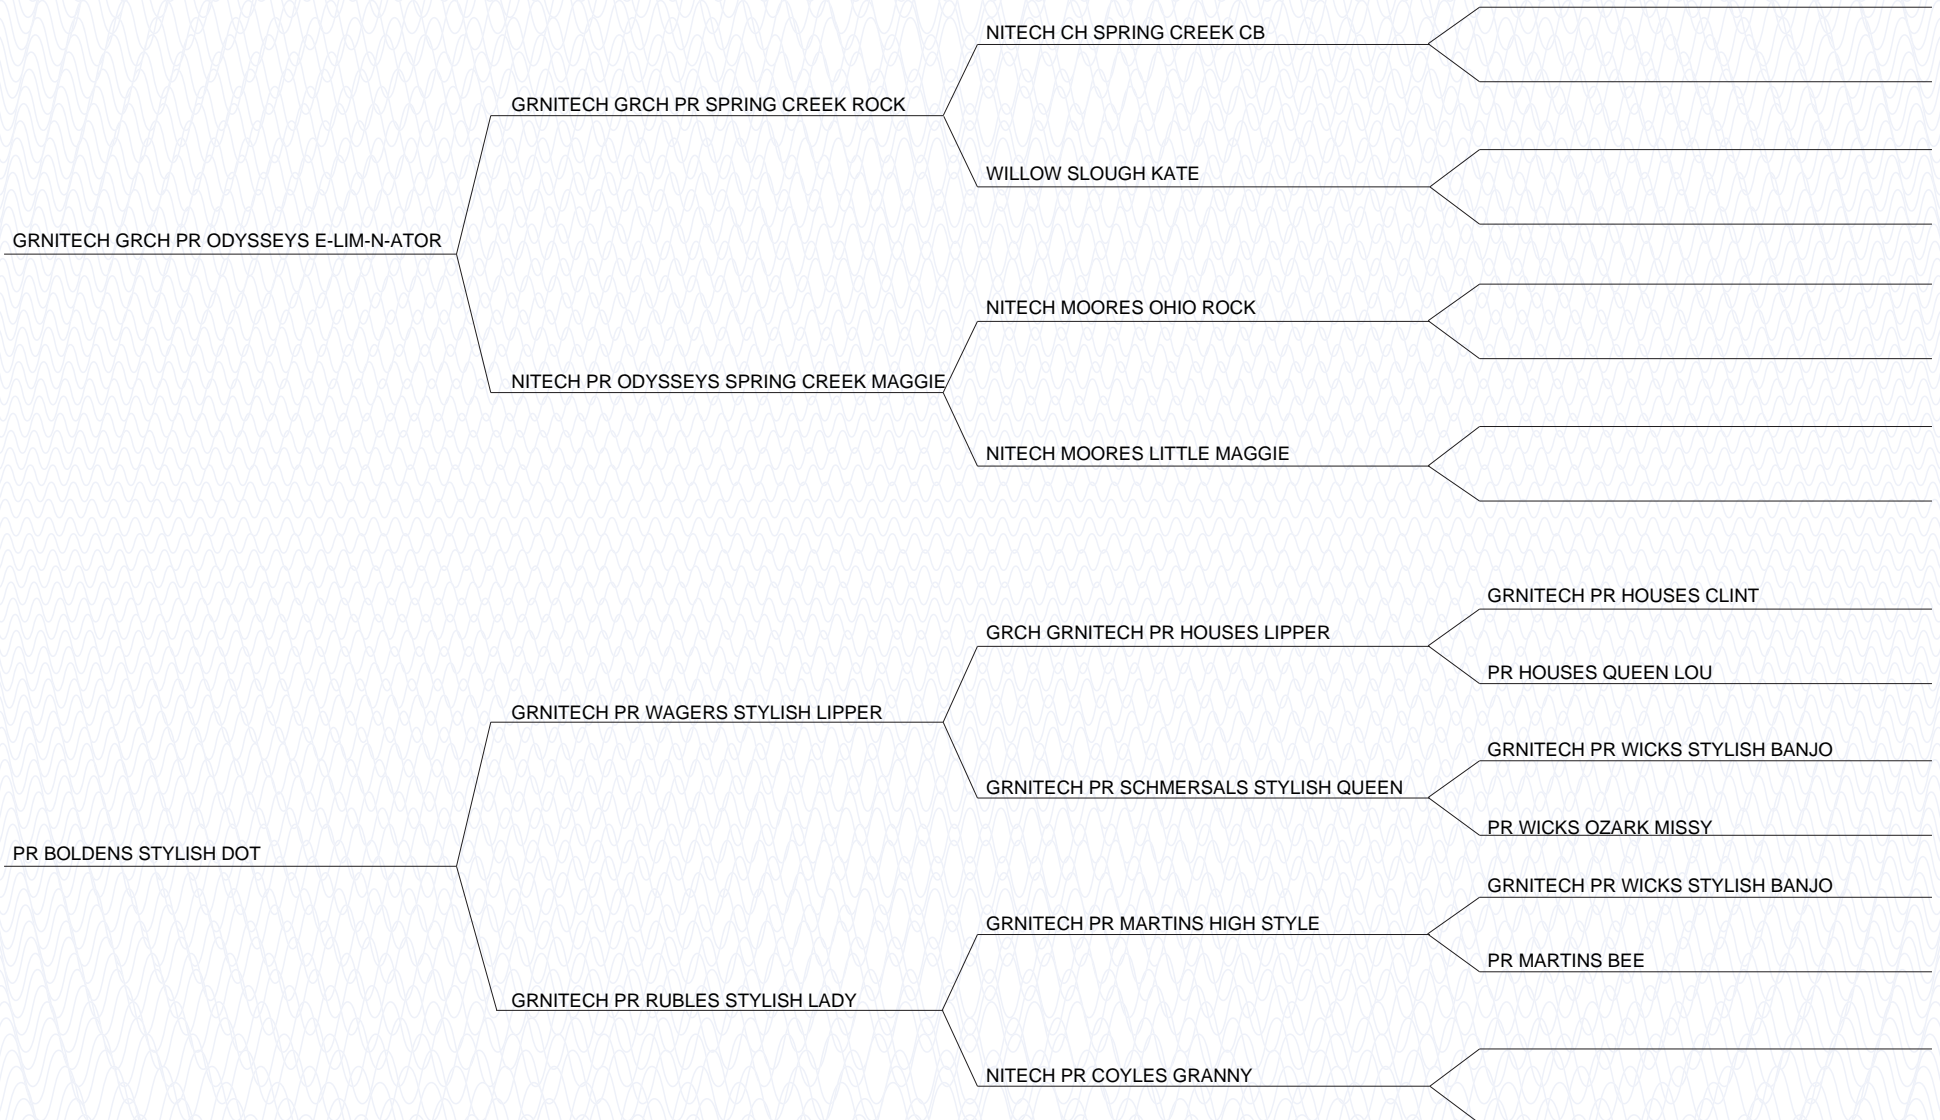 NITECH CH SPRING CREEK CB
GRNITECH GRCH PR SPRING CREEK ROCK
WILLOW SLOUGH KATE
GRNITECH GRCH PR ODYSSEYS E-LIM-N-ATOR
NITECH MOORES OHIO ROCK
NITECH PR ODYSSEYS SPRING CREEK MAGGIE
NITECH MOORES LITTLE MAGGIE
GRNITECH PR HOUSES CLINT
GRCH GRNITECH PR HOUSES LIPPER
PR HOUSES QUEEN LOU
GRNITECH PR WAGERS STYLISH LIPPER
GRNITECH PR WICKS STYLISH BANJO
GRNITECH PR SCHMERSALS STYLISH QUEEN
PR WICKS OZARK MISSY
PR BOLDENS STYLISH DOT
GRNITECH PR WICKS STYLISH BANJO
GRNITECH PR MARTINS HIGH STYLE
PR MARTINS BEE
GRNITECH PR RUBLES STYLISH LADY
NITECH PR COYLES GRANNY